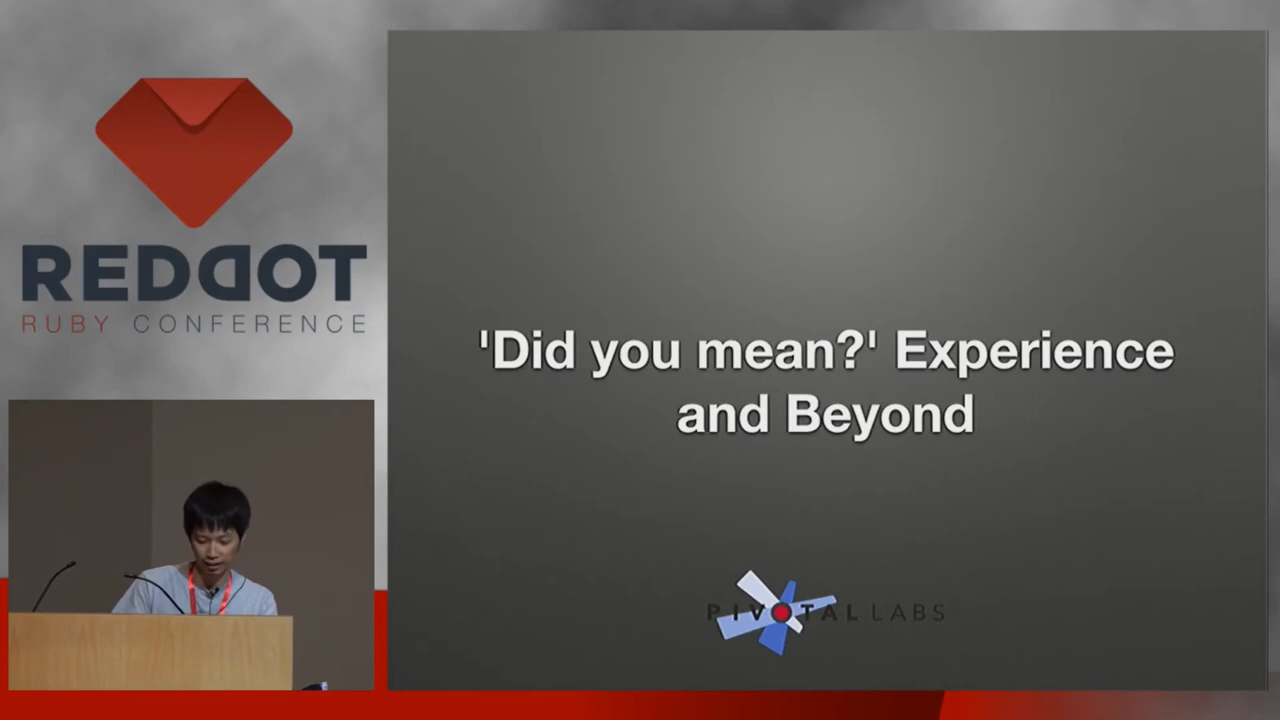 REDDOT
RUBY CONFERENCE
'Did you mean?' Experience
and Beyond
PIVOTAL LABS